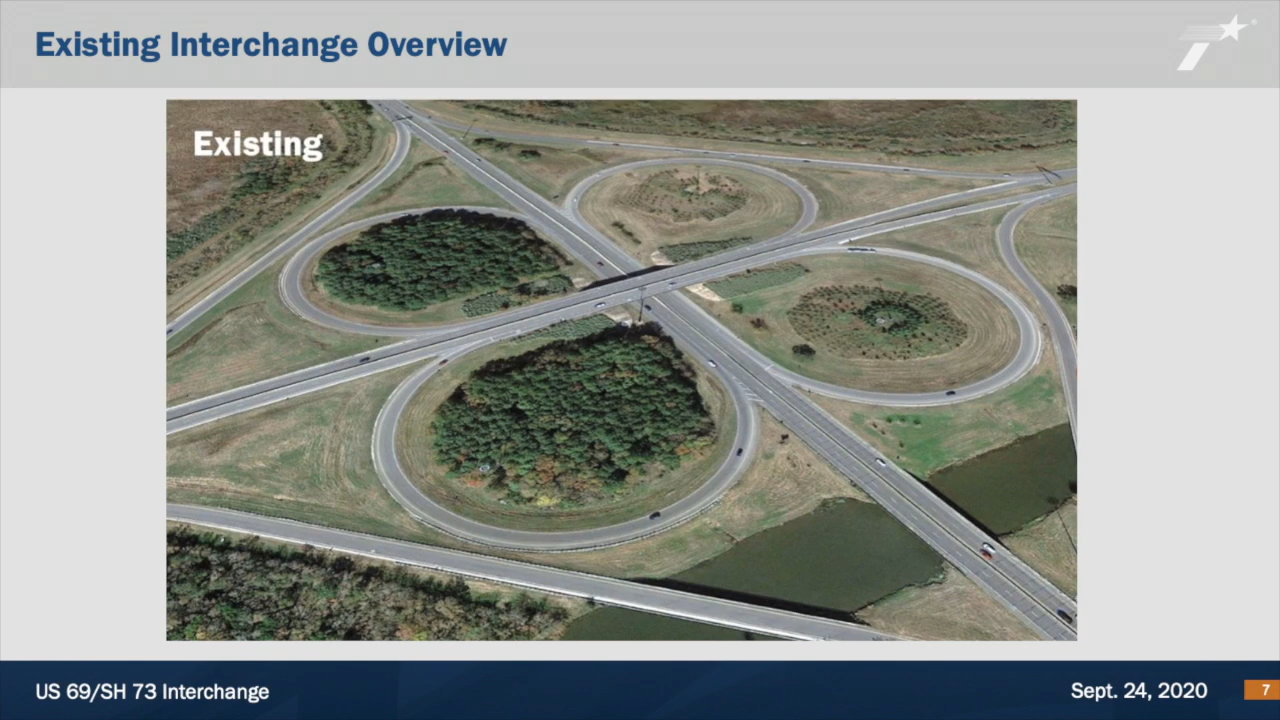 Existing Interchange Overview
Existing
US 69/SH 73 Interchange
Sept. 24, 2020
7